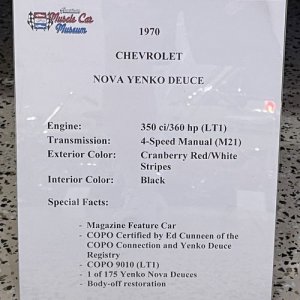 American
Muscle Car
Museum
1970
CHEVROLET
NOVA YENKO DEUCE
Engine: 350 ci/360 hp (LT1)
Transmission: 4-Speed Manual (M21)
Exterior Color: Cranberry Red/White
Stripes
Interior Color: Black
Special Facts:
- Magazine Feature Car
- COPO Certified by Ed Cunneen of the
COPO Connection and Yenko Deuce
Registry
- COPO 9010 (LT1)
- 1 of 175 Yenko Nova Deuces
- Body-off restoration